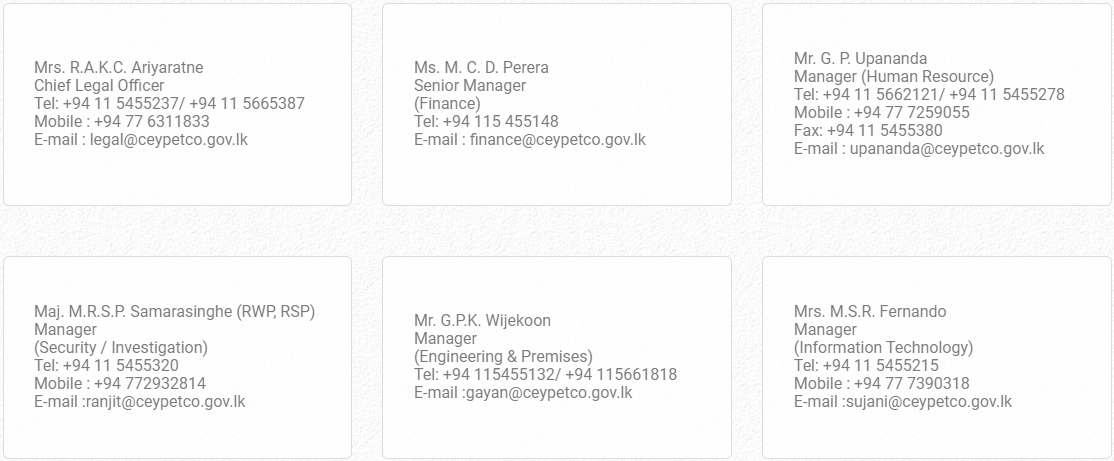 Mrs. R.A.K.C. Ariyaratne
Chief Legal Officer
Tel: +94 11 5455237/ +94 11 5665387
Mobile : +94 77 6311833
E-mail : legal@ceypetco.gov.lk
Ms. M. C. D. Perera
Senior Manager
(Finance)
Tel: +94 115 455148
E-mail : finance@ceypetco.gov.lk
Mr. G. P. Upananda
Manager (Human Resource)
Tel: +94 11 5662121/ +94 11 5455278
Mobile : +94 77 7259055
Fax: +94 11 5455380
E-mail : upananda@ceypetco.gov.lk
Maj. M.R.S.P. Samarasinghe (RWP, RSP)
Manager
(Security / Investigation)
Tel: +94 11 5455320
Mobile : +94 772932814
E-mail :ranjit@ceypetco.gov.lk
Mr. G.P.K. Wijekoon
Manager
(Engineering & Premises)
Tel: +94 115455132/ +94 115661818
E-mail :gayan@ceypetco.gov.lk
Mrs. M.S.R. Fernando
Manager
(Information Technology)
Tel: +94 11 5455215
Mobile : +94 77 7390318
E-mail :sujani@ceypetco.gov.lk